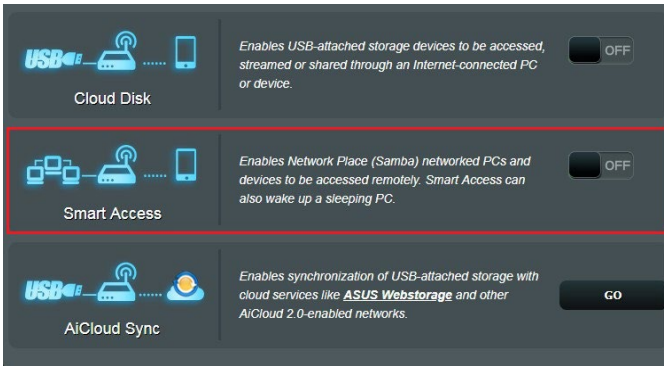 USB
Cloud Disk
Enables USB-attached storage devices to be accessed,
streamed or shared through an Internet-connected PC
or device.
OFF
Smart Access
Enables Network Place (Samba) networked PCs and
devices to be accessed remotely. Smart Access can
also wake up a sleeping PC.
OFF
USB
AiCloud Sync
Enables synchronization of USB-attached storage with
cloud services like ASUS Webstorage and other
AiCloud 2.0-enabled networks.
GO